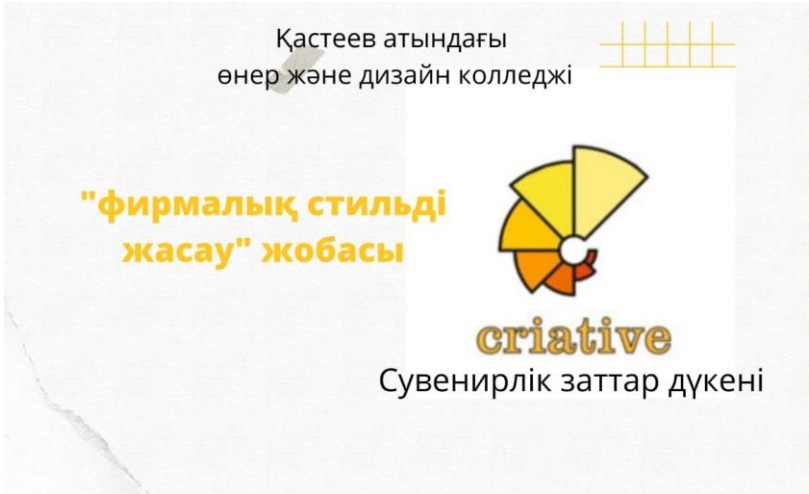 Қастеев атындағы
өнер және дизайн колледжі
"фирмалық стильді
жасау" жобасы
criative
Сувенирлік заттар дүкені